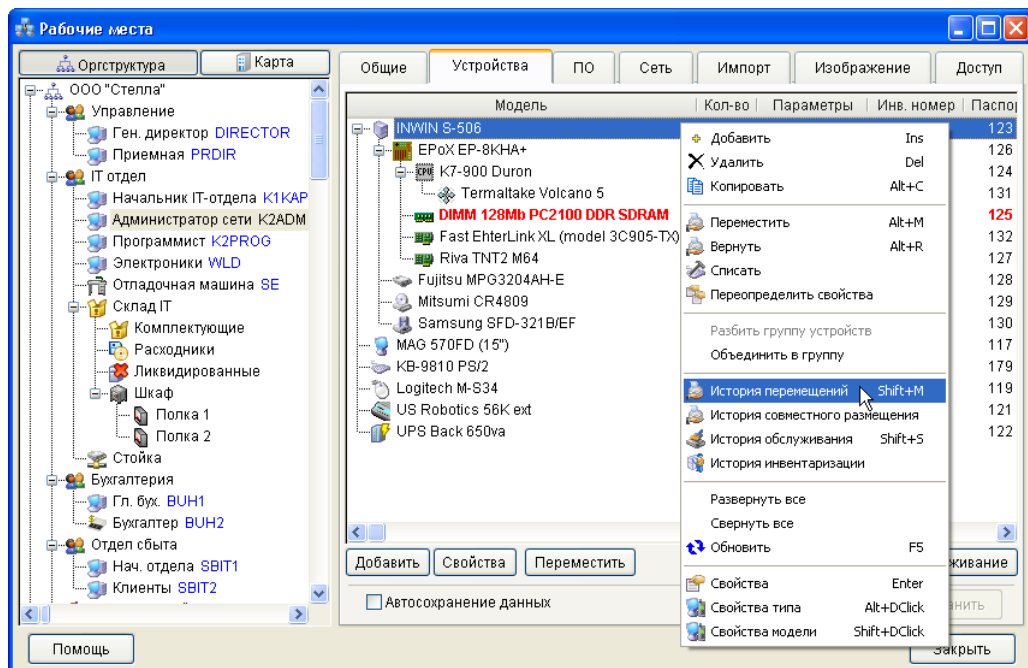 Рабочие места
Оргструктура
Карта
ООО "Стелла"
Управление
Ген. директор DIRECTOR
Приемная PRDIR
IT отдел
Начальник IT-отдела K1KAP
Администратор сети K2ADM
Программист K2PROG
Электроники WLD
Отладочная машина SE
Склад IT
Комплектующие
Расходники
Ликвидированные
Шкаф
Полка 1
Полка 2
Стойка
Бухгалтерия
Гл. бух. BUH1
Бухгалтер BUH2
Отдел сбыта
Нач. отдела SBIT1
Клиенты SBIT2
Общие Устройства ПО Сеть Импорт Изображение Доступ
Модель Кол-во Параметры Инв. номер Паспор
INWIN S-506 123
EPoX EP-8KHA+ 126
CPU K7-900 Duron 124
Termaltake Volcano 5 131
DIMM 128Mb PC2100 DDR SDRAM 125
Fast EhterLink XL (model 3C905-TX) 132
Riva TNT2 M64 127
Fujitsu MPG3204AH-E 128
Mitsumi CR4809 129
Samsung SFD-321B/EF 130
MAG 570FD (15") 117
KB-9810 PS/2 179
Logitech M-S34 119
US Robotics 56K ext 121
UPS Back 650va 122
Добавить Ins
Удалить Del
Копировать Alt+C
Переместить Alt+M
Вернуть Alt+R
Списать
Переопределить свойства
Разбить группу устройств
Объединить в группу
История перемещений Shift+M
История совместного размещения
История обслуживания Shift+S
История инвентаризации
Развернуть все
Свернуть все
Обновить F5
Свойства Enter
Свойства типа Alt+DClick
Свойства модели Shift+DClick
Добавить Свойства Переместить живание
Автосохранение данных анить
Помощь Закрыть